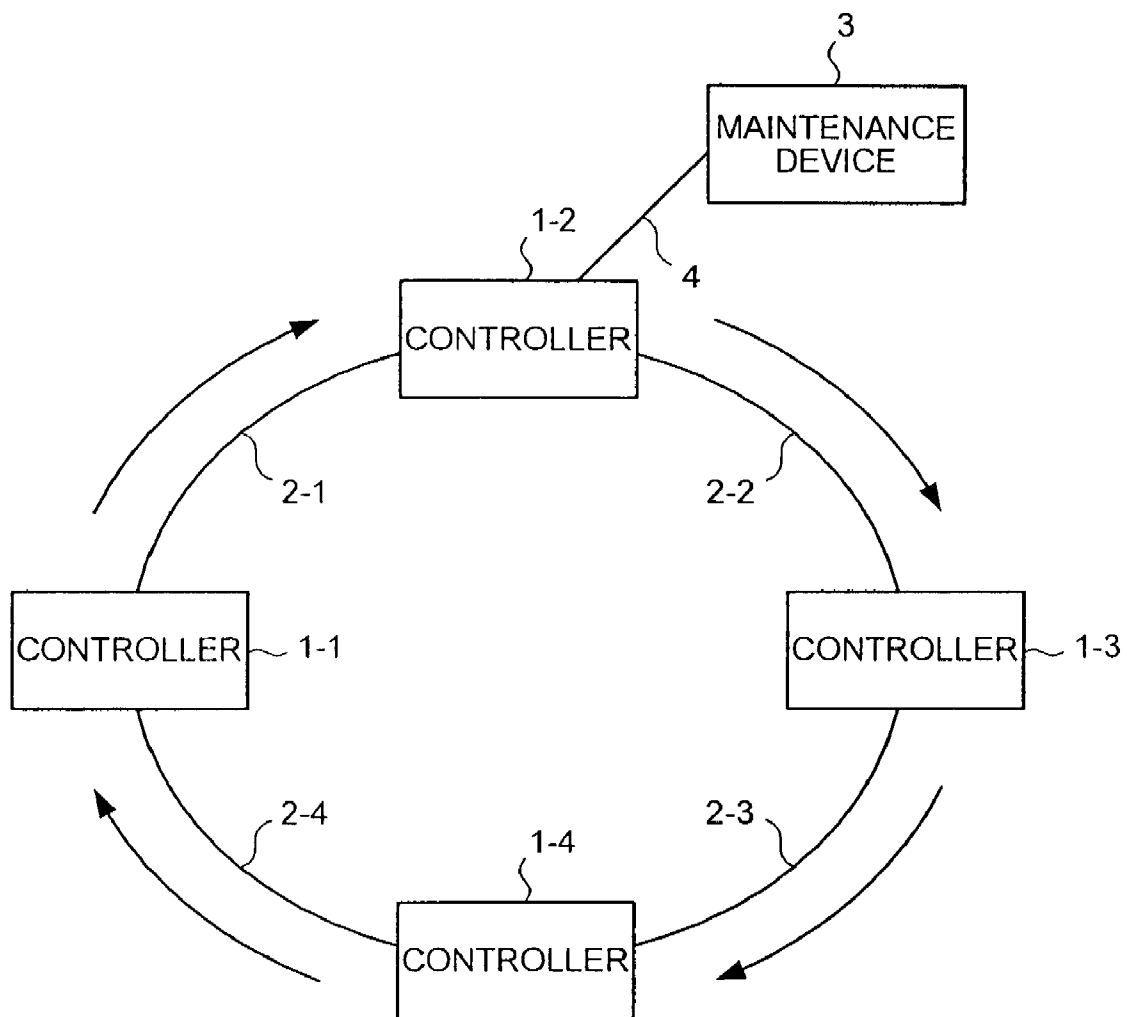 3
MAINTENANCE
DEVICE
1-2
4
CONTROLLER
2-1
2-2
CONTROLLER
1-1
CONTROLLER
1-3
2-4
2-3
1-4
CONTROLLER